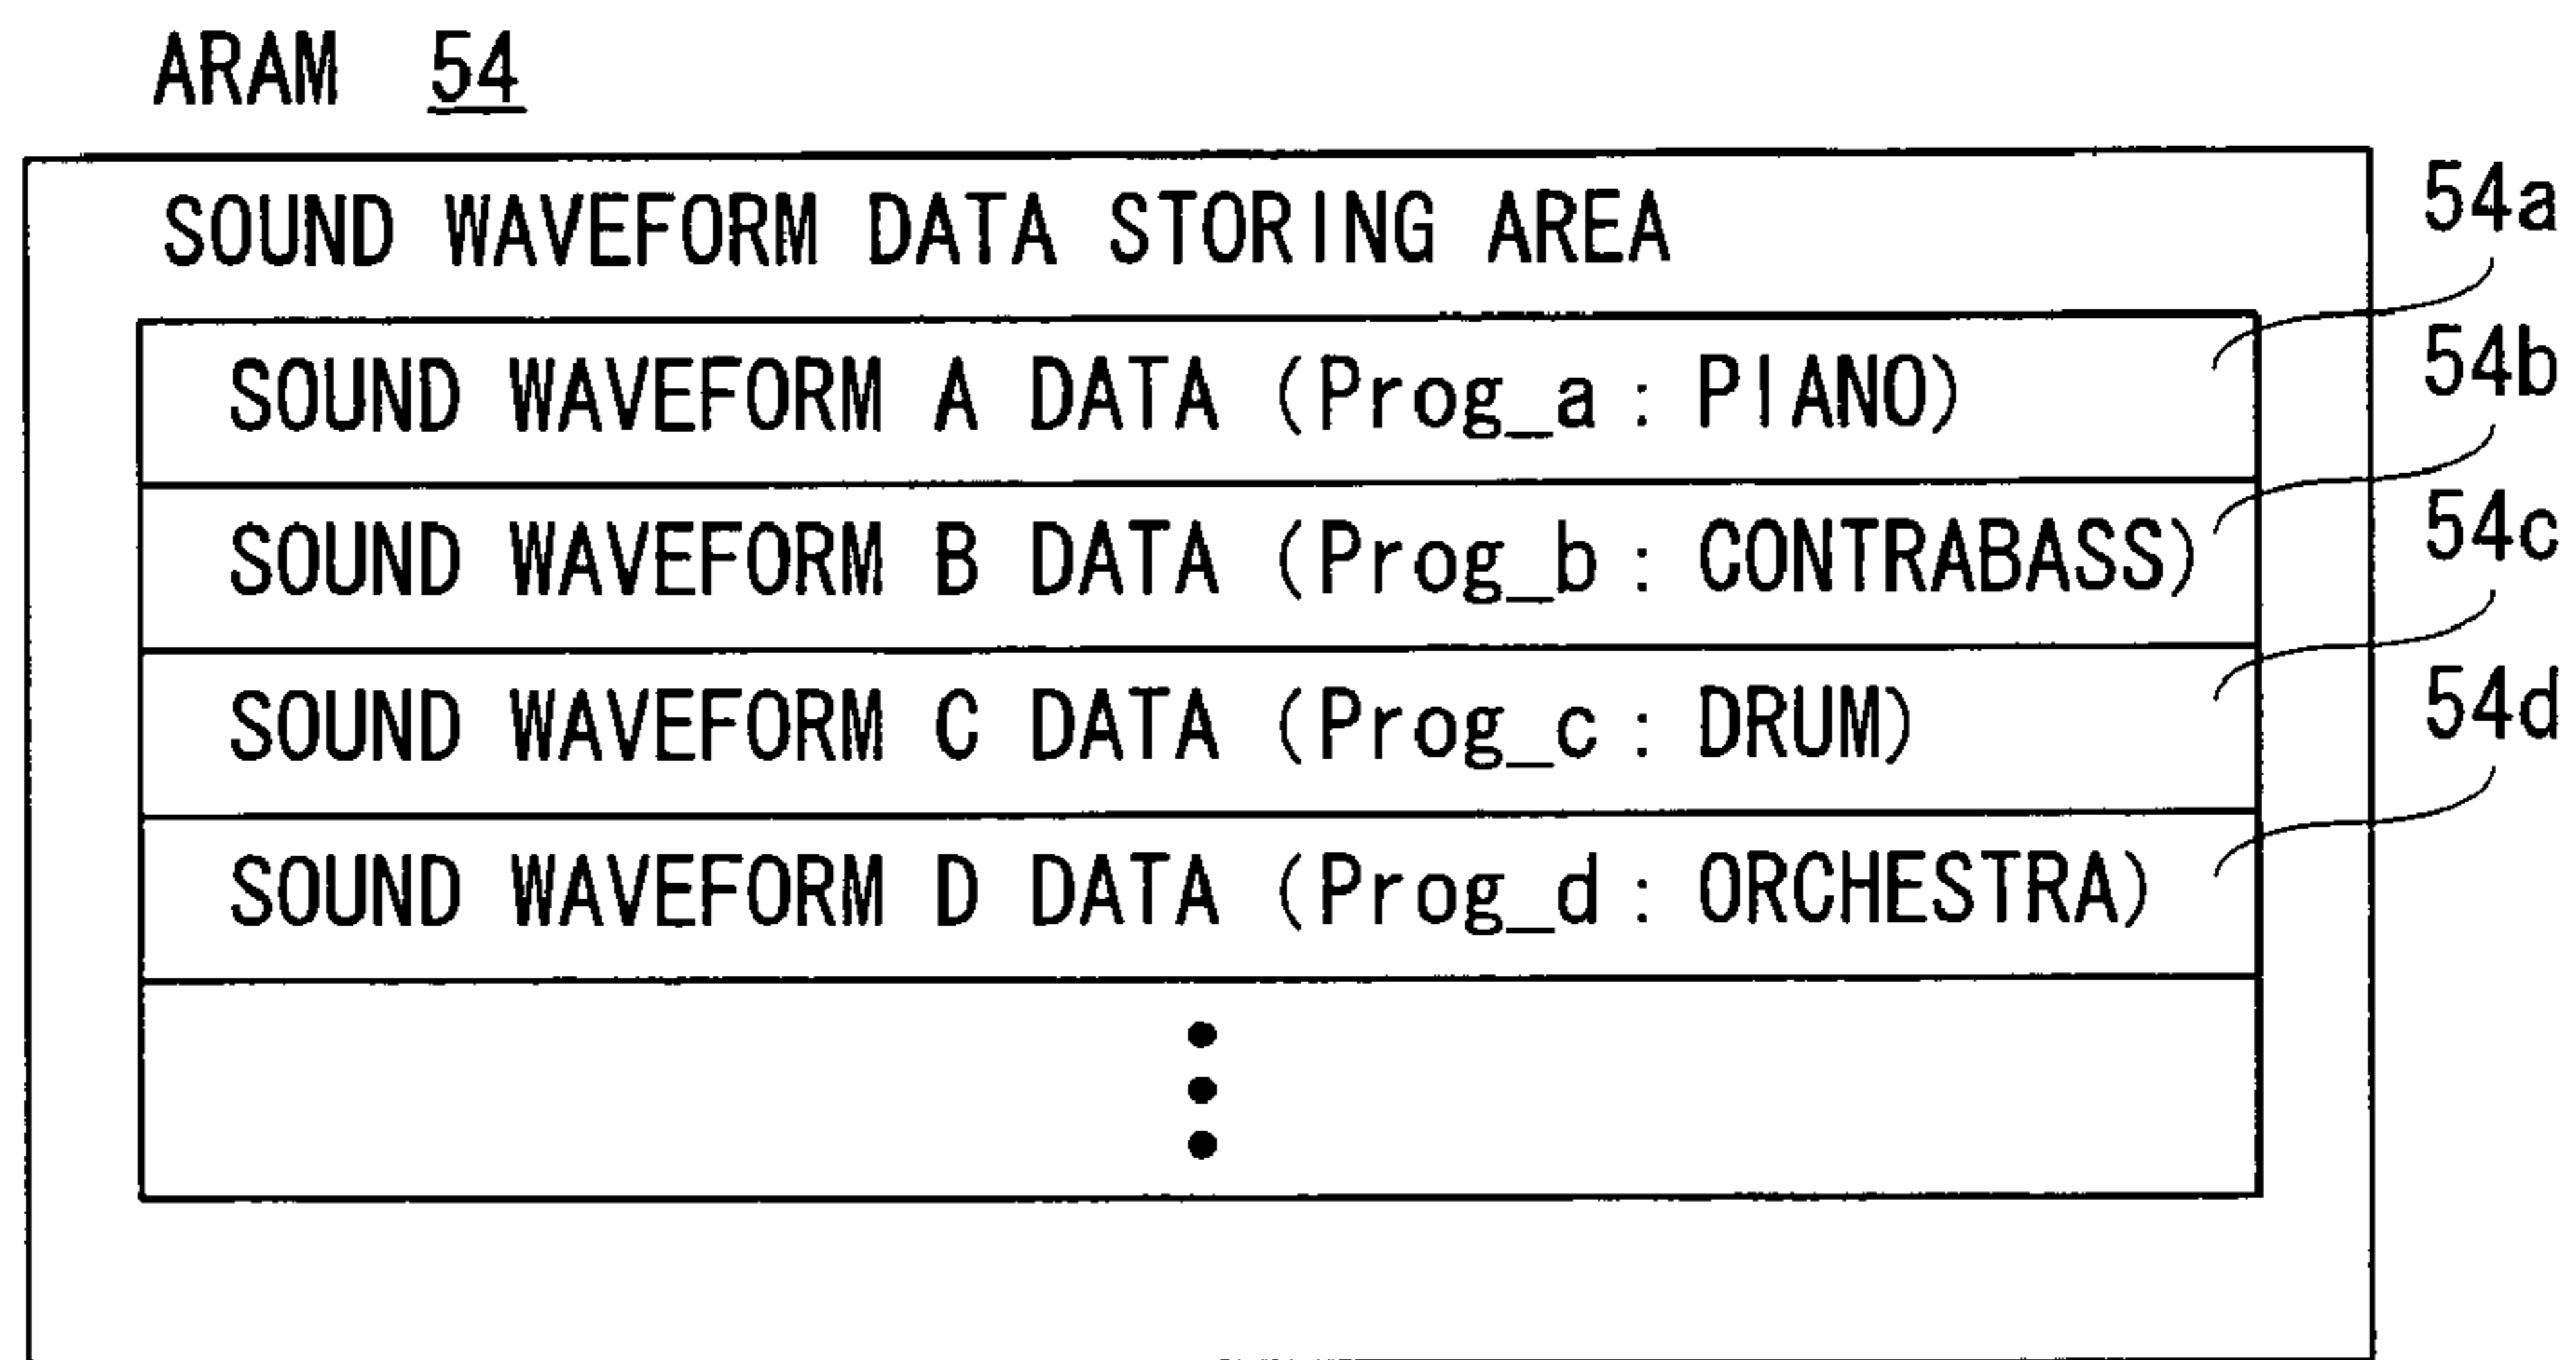 ARAM 54
SOUND WAVEFORM DATA STORING AREA
54a
SOUND WAVEFORM A DATA (Prog_a : PIANO)
54b
SOUND WAVEFORM B DATA (Prog_b : CONTRABASS)
54c
SOUND WAVEFORM C DATA (Prog_c : DRUM)
54d
SOUND WAVEFORM D DATA (Prog_d : ORCHESTRA)